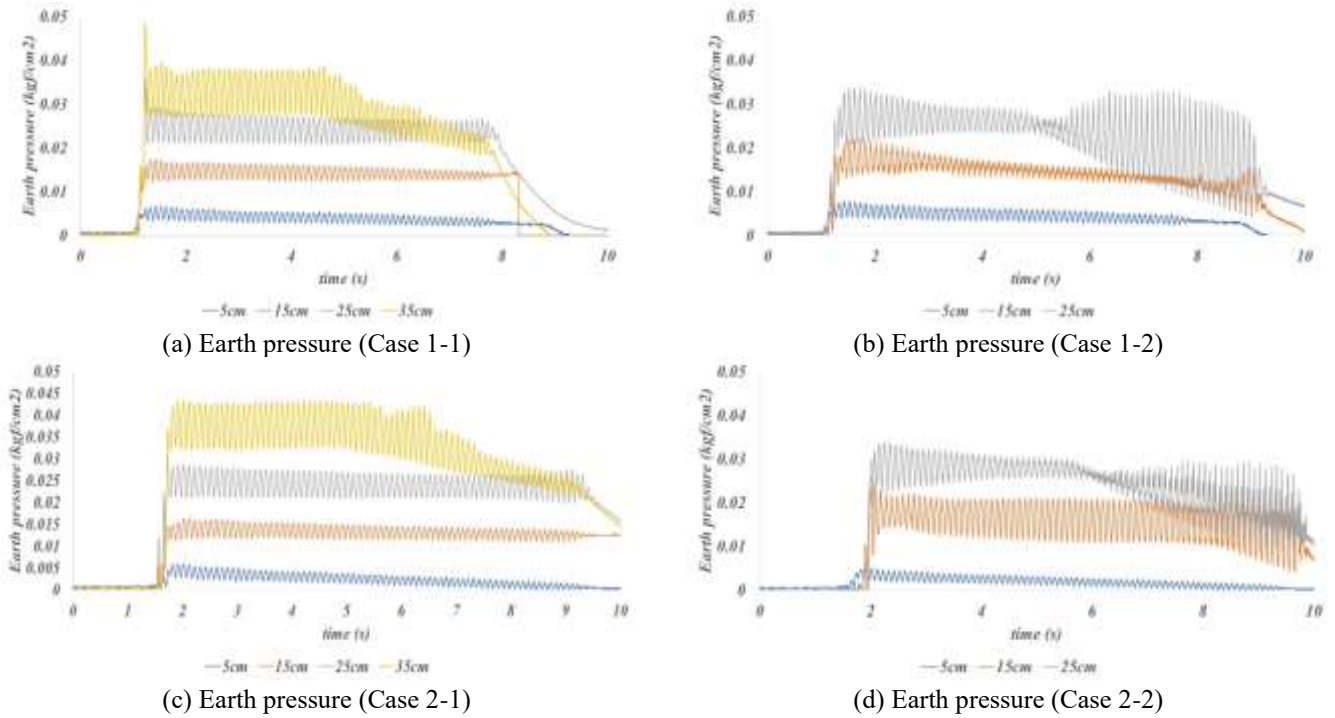 0.05
0.04
0.03
0.02
0.01
0
Earth pressure (kgf/cm2)
0 2 4 6 8 10
time (s)
5cm 15cm 25cm 35cm
(a) Earth pressure (Case 1-1)
0.05
0.04
0.03
0.02
0.01
0
Earth pressure (kgf/cm2)
0 2 4 6 8 10
time (s)
5cm 15cm 25cm
(b) Earth pressure (Case 1-2)
0.05
0.045
0.04
0.035
0.03
0.025
0.02
0.015
0.01
0.005
0
Earth pressure (kgf/cm2)
0 1 2 3 4 5 6 7 8 9 10
time (s)
5cm 15cm 25cm 35cm
(c) Earth pressure (Case 2-1)
0.05
0.04
0.03
0.02
0.01
0
Earth pressure (kgf/cm2)
0 2 4 6 8 10
time (s)
5cm 15cm 25cm
(d) Earth pressure (Case 2-2)